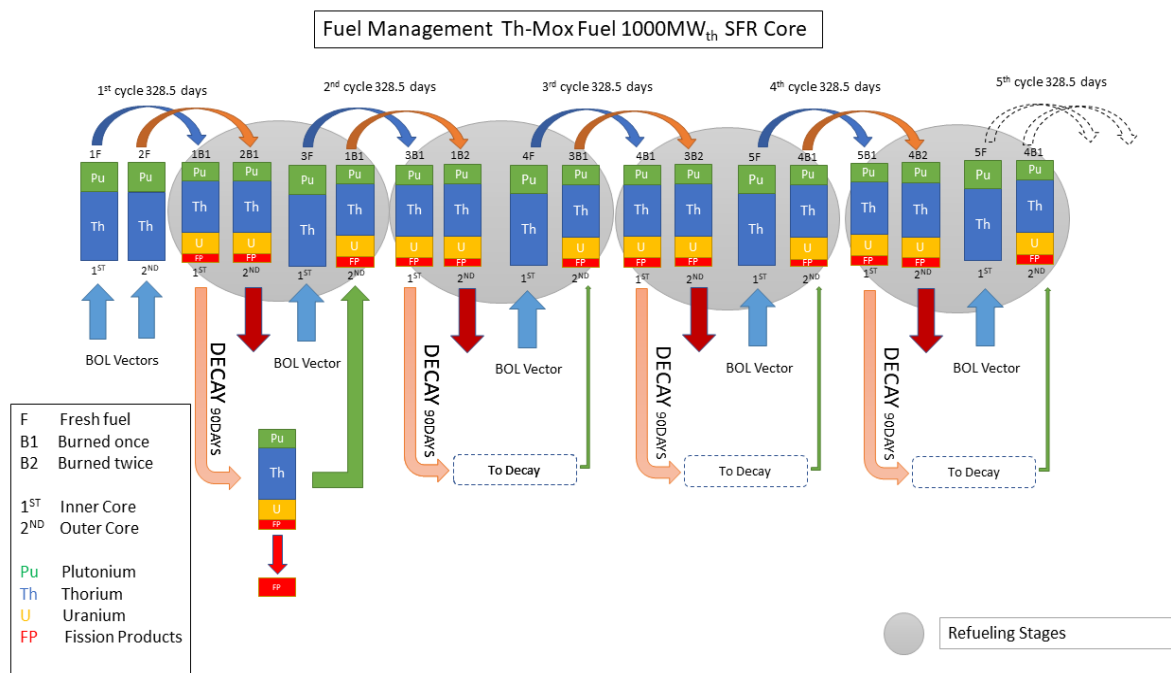 Fuel Management Th-Mox Fuel 1000MWth SFR Core
1st cycle 328.5 days
2nd cycle 328.5 days
3rd cycle 328.5 days
4th cycle 328.5 days
5th cycle 328.5 days
1F 2F 1B1 2B1 3F 1B1 3B1 1B2 4F 3B1 4B1 3B2 5F 4B1 5B1 4B2 5F 4B1
Pu Pu Pu Pu Pu Pu Pu Pu Pu Pu Pu Pu Pu Pu Pu Pu Pu Pu
Th Th Th Th Th Th Th Th Th Th Th Th Th Th Th Th Th Th
U U U U U U U U U U U U
FP FP FP FP FP FP FP FP FP FP FP FP
1ST 2ND 1ST 2ND 1ST 2ND 1ST 2ND 1ST 2ND 1ST 2ND 1ST 2ND 1ST 2ND 1ST 2ND
BOL Vectors
BOL Vector
BOL Vector
BOL Vector
BOL Vector
DECAY 90DAYS
DECAY 90DAYS
DECAY 90DAYS
DECAY 90DAYS
Pu
Th
U
FP
FP
To Decay
To Decay
To Decay
F Fresh fuel
B1 Burned once
B2 Burned twice
1ST Inner Core
2ND Outer Core
Pu Plutonium
Th Thorium
U Uranium
FP Fission Products
Refueling Stages